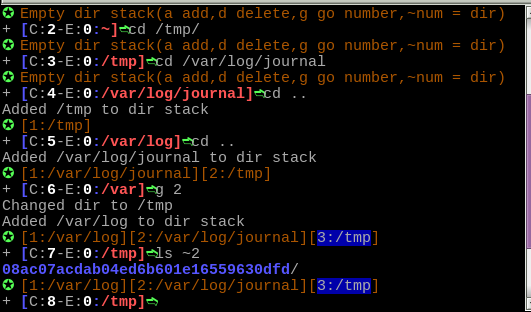 ✪ Empty dir stack(a add,d delete,g go number,~num = dir)
+ [C:2-E:0:~]➬cd /tmp/
✪ Empty dir stack(a add,d delete,g go number,~num = dir)
+ [C:3-E:0:/tmp]➬cd /var/log/journal
✪ Empty dir stack(a add,d delete,g go number,~num = dir)
+ [C:4-E:0:/var/log/journal]➬cd ..
Added /tmp to dir stack
✪ [1:/tmp]
+ [C:5-E:0:/var/log]➬cd ..
Added /var/log/journal to dir stack
✪ [1:/var/log/journal][2:/tmp]
+ [C:6-E:0:/var]➬g 2
Changed dir to /tmp
Added /var/log to dir stack
✪ [1:/var/log][2:/var/log/journal][3:/tmp]
+ [C:7-E:0:/tmp]➬ls ~2
08ac07acdab04ed6b601e16559630dfd/
✪ [1:/var/log][2:/var/log/journal][3:/tmp]
+ [C:8-E:0:/tmp]➬